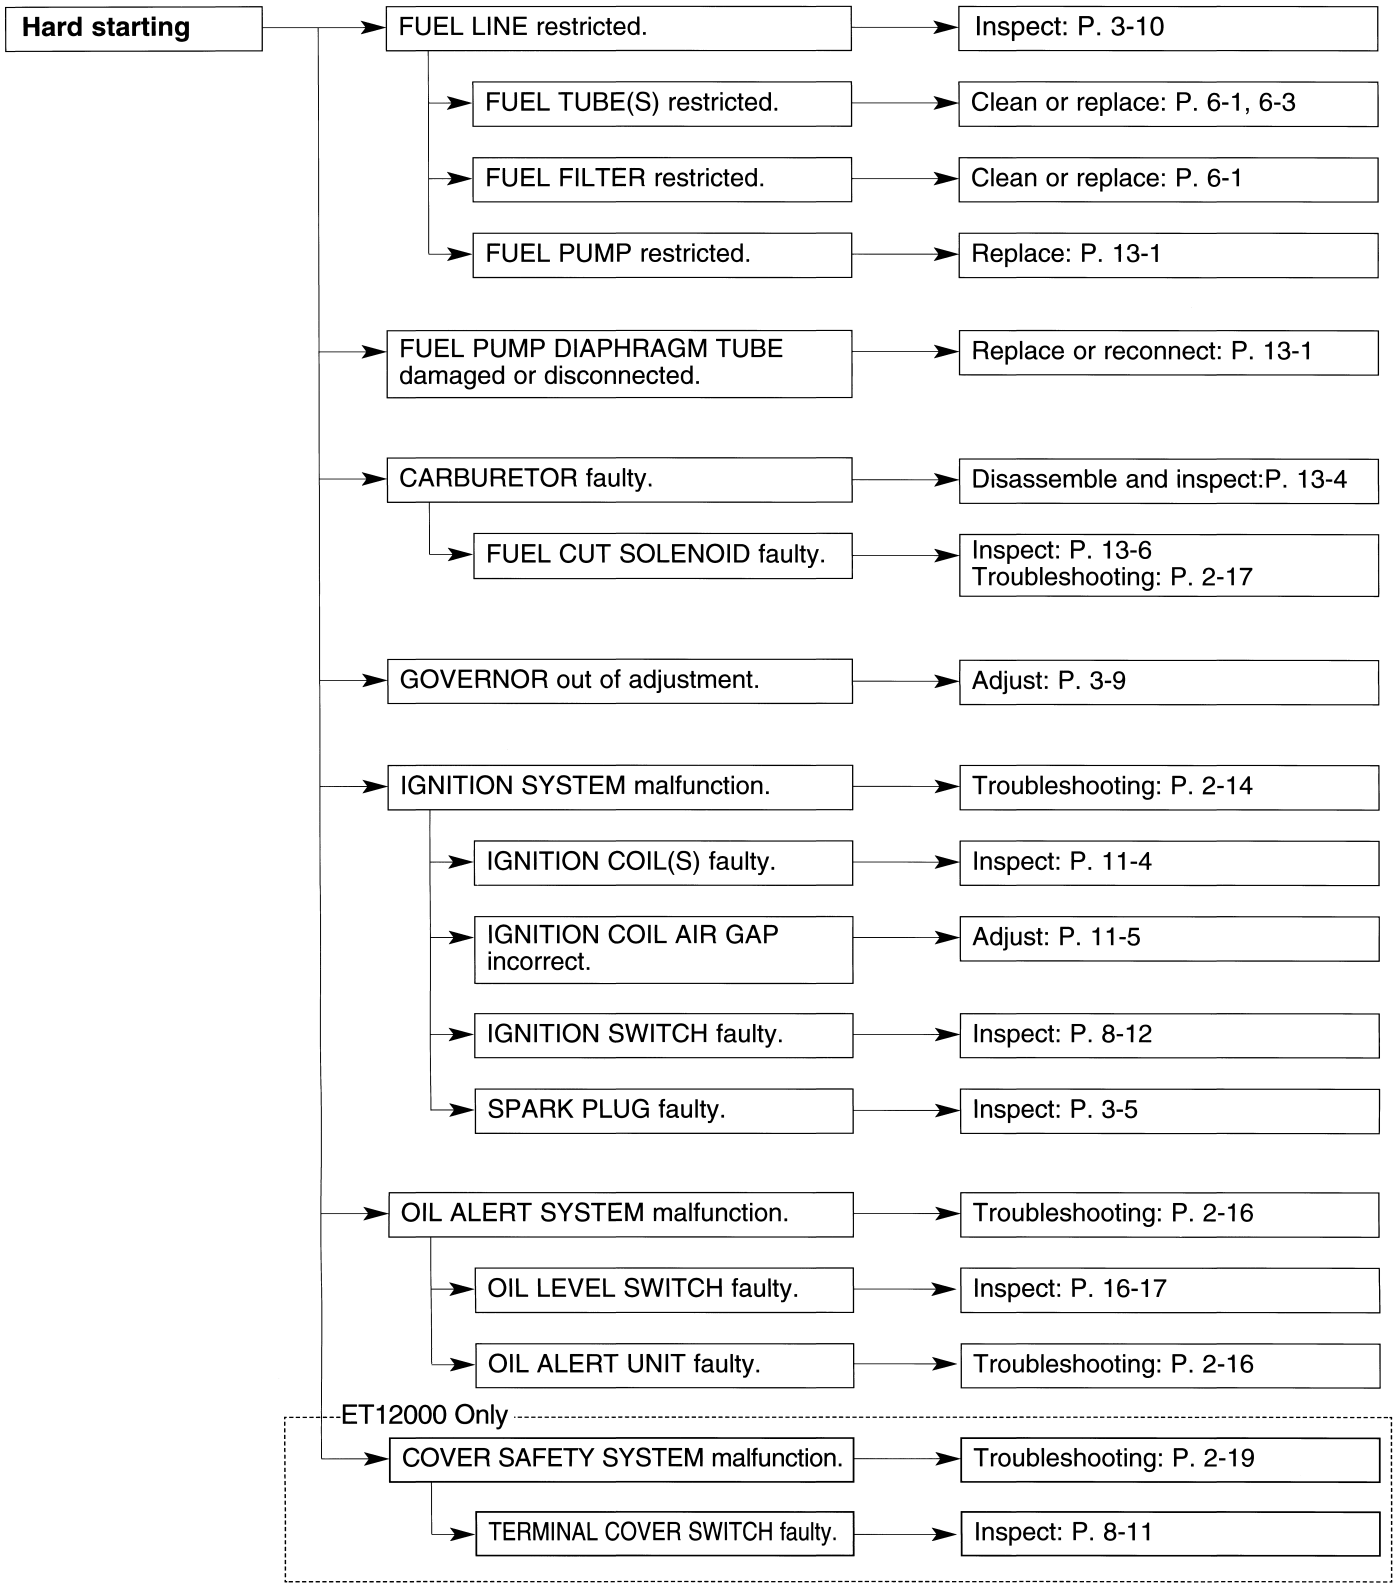 Hard starting
FUEL LINE restricted.
Inspect: P. 3-10
FUEL TUBE(S) restricted.
Clean or replace: P. 6-1, 6-3
FUEL FILTER restricted.
Clean or replace: P. 6-1
FUEL PUMP restricted.
Replace: P. 13-1
FUEL PUMP DIAPHRAGM TUBE
damaged or disconnected.
Replace or reconnect: P. 13-1
CARBURETOR faulty.
Disassemble and inspect:P. 13-4
FUEL CUT SOLENOID faulty.
Inspect: P. 13-6
Troubleshooting: P. 2-17
GOVERNOR out of adjustment.
Adjust: P. 3-9
IGNITION SYSTEM malfunction.
Troubleshooting: P. 2-14
IGNITION COIL(S) faulty.
Inspect: P. 11-4
IGNITION COIL AIR GAP
incorrect.
Adjust: P. 11-5
IGNITION SWITCH faulty.
Inspect: P. 8-12
SPARK PLUG faulty.
Inspect: P. 3-5
OIL ALERT SYSTEM malfunction.
Troubleshooting: P. 2-16
OIL LEVEL SWITCH faulty.
Inspect: P. 16-17
OIL ALERT UNIT faulty.
Troubleshooting: P. 2-16
ET12000 Only
COVER SAFETY SYSTEM malfunction.
Troubleshooting: P. 2-19
TERMINAL COVER SWITCH faulty.
Inspect: P. 8-11